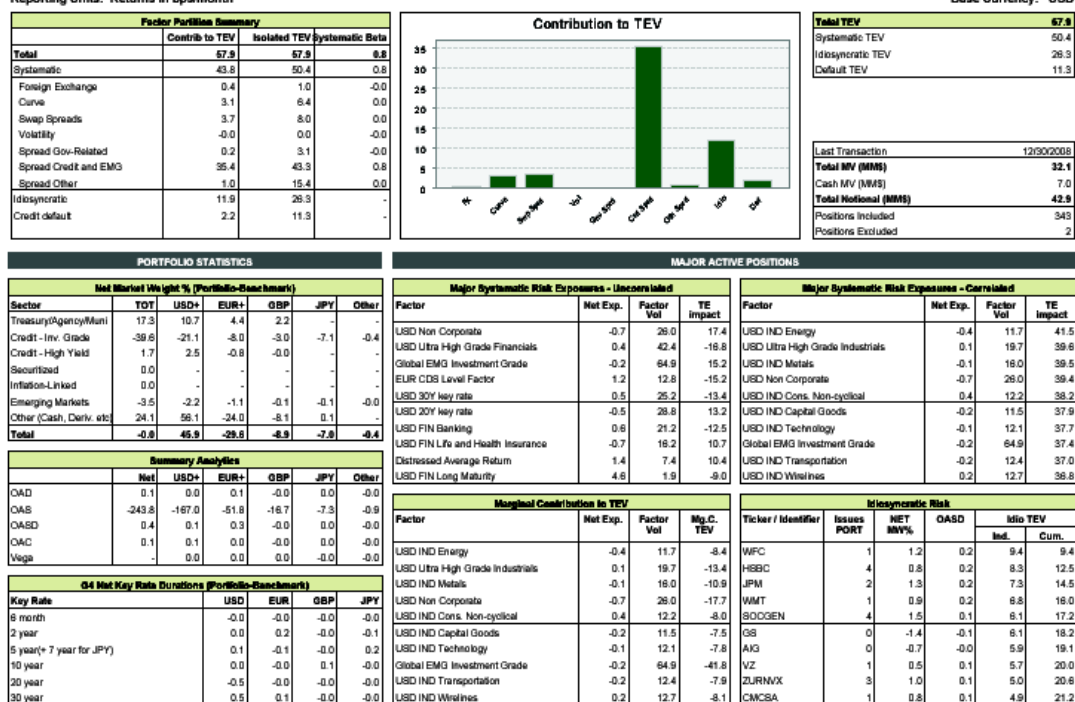 Reporting Units: Returns in bps/month Base Currency: USD
Factor Partition Summary
Contrib to TEV Isolated TEV Systematic Beta
Total 57.9 57.9 0.8
Systematic 43.8 50.4 0.8
Foreign Exchange 0.4 1.0 -0.0
Curve 3.1 6.4 0.0
Swap Spreads 3.7 8.0 0.0
Volatility -0.0 0.0 -0.0
Spread Gov-Related 0.2 3.1 -0.0
Spread Credit and EMG 35.4 43.3 0.8
Spread Other 1.0 15.4 0.0
Idiosyncratic 11.9 26.3 -
Credit default 2.2 11.3 -
Contribution to TEV
35
30
25
20
15
10
5
0
Fx Curve Swp Sprd Vol Gov Sprd Crd Sprd Oth Sprd Idio Def
Total TEV 57.9
Systematic TEV 50.4
Idiosyncratic TEV 26.3
Default TEV 11.3
Last Transaction 12/30/2008
Total MV (MM$) 32.1
Cash MV (MM$) 7.0
Total Notional (MM$) 42.9
Positions Included 343
Positions Excluded 2
PORTFOLIO STATISTICS
Net Market Weight % (Portfolio-Benchmark)
Sector TOT USD+ EUR+ GBP JPY Other
Treasury/Agency/Muni 17.3 10.7 4.4 2.2 - -
Credit - Inv. Grade -39.6 -21.1 -8.0 -3.0 -7.1 -0.4
Credit - High Yield 1.7 2.5 -0.8 -0.0 - -
Securitized 0.0 - - - - -
Inflation-Linked 0.0 - - - - -
Emerging Markets -3.5 -2.2 -1.1 -0.1 -0.1 -0.0
Other (Cash, Deriv. etc) 24.1 56.1 -24.0 -8.1 0.1 -
Total -0.0 45.9 -29.6 -8.9 -7.0 -0.4
Summary Analytics
Net USD+ EUR+ GBP JPY Other
OAD 0.1 0.0 0.1 -0.0 0.0 -0.0
OAS -243.8 -167.0 -51.8 -16.7 -7.3 -0.9
OASD 0.4 0.1 0.3 -0.0 0.0 -0.0
OAC 0.1 0.1 0.0 -0.0 0.0 -0.0
Vega - 0.0 0.0 -0.0 0.0 -0.0
G4 Net Key Rate Durations (Portfolio-Benchmark)
Key Rate USD EUR GBP JPY
6 month -0.0 -0.0 -0.0 -0.0
2 year 0.0 0.2 -0.0 -0.1
5 year(+ 7 year for JPY) 0.1 -0.1 -0.0 0.2
10 year 0.0 -0.0 0.1 -0.0
20 year -0.5 -0.0 -0.0 -0.0
30 year 0.5 0.1 -0.0 0.0
MAJOR ACTIVE POSITIONS
Major Systematic Risk Exposures - Uncorrelated
Factor Net Exp. Factor Vol TE impact
USD Non Corporate -0.7 26.0 17.4
USD Ultra High Grade Financials 0.4 42.4 -16.8
Global EMG Investment Grade -0.2 64.9 15.2
EUR CDS Level Factor 1.2 12.8 -15.2
USD 30Y key rate 0.5 25.2 -13.4
USD 20Y key rate -0.5 28.8 13.2
USD FIN Banking 0.6 21.2 -12.5
USD FIN Life and Health Insurance -0.7 16.2 10.7
Distressed Average Return 1.4 7.4 10.4
USD FIN Long Maturity 4.6 1.9 -9.0
Major Systematic Risk Exposures - Correlated
Factor Net Exp. Factor Vol TE impact
USD IND Energy -0.4 11.7 41.5
USD Ultra High Grade Industrials 0.1 19.7 39.6
USD IND Metals -0.1 16.0 39.5
USD Non Corporate -0.7 26.0 39.4
USD IND Cons. Non-cyclical 0.4 12.2 38.2
USD IND Capital Goods -0.2 11.5 37.9
USD IND Technology -0.1 12.1 37.7
Global EMG Investment Grade -0.2 64.9 37.4
USD IND Transportation -0.2 12.4 37.0
USD IND Wirelines 0.2 12.7 36.8
Marginal Contribution to TEV
Factor Net Exp. Factor Vol Mg.C. TEV
USD IND Energy -0.4 11.7 -8.4
USD Ultra High Grade Industrials 0.1 19.7 -13.4
USD IND Metals -0.1 16.0 -10.9
USD Non Corporate -0.7 26.0 -17.7
USD IND Cons. Non-cyclical 0.4 12.2 -8.0
USD IND Capital Goods -0.2 11.5 -7.5
USD IND Technology -0.1 12.1 -7.8
Global EMG Investment Grade -0.2 64.9 -41.8
USD IND Transportation -0.2 12.4 -7.9
USD IND Wirelines 0.2 12.7 -8.1
Idiosyncratic Risk
Ticker / Identifier Issues PORT NET MW% OASD Idio TEV
Ind. Cum.
WFC 1 1.2 0.2 9.4 9.4
HSBC 4 0.8 0.2 8.3 12.5
JPM 2 1.3 0.2 7.3 14.5
WMT 1 0.9 0.2 6.8 16.0
SOCGEN 4 1.5 0.1 6.1 17.2
GS 0 -1.4 -0.1 6.1 18.2
AIG 0 -0.7 -0.0 5.9 19.1
VZ 1 0.5 0.1 5.7 20.0
ZURNVX 3 1.0 0.1 5.0 20.6
CMCSA 1 0.8 0.1 4.9 21.2